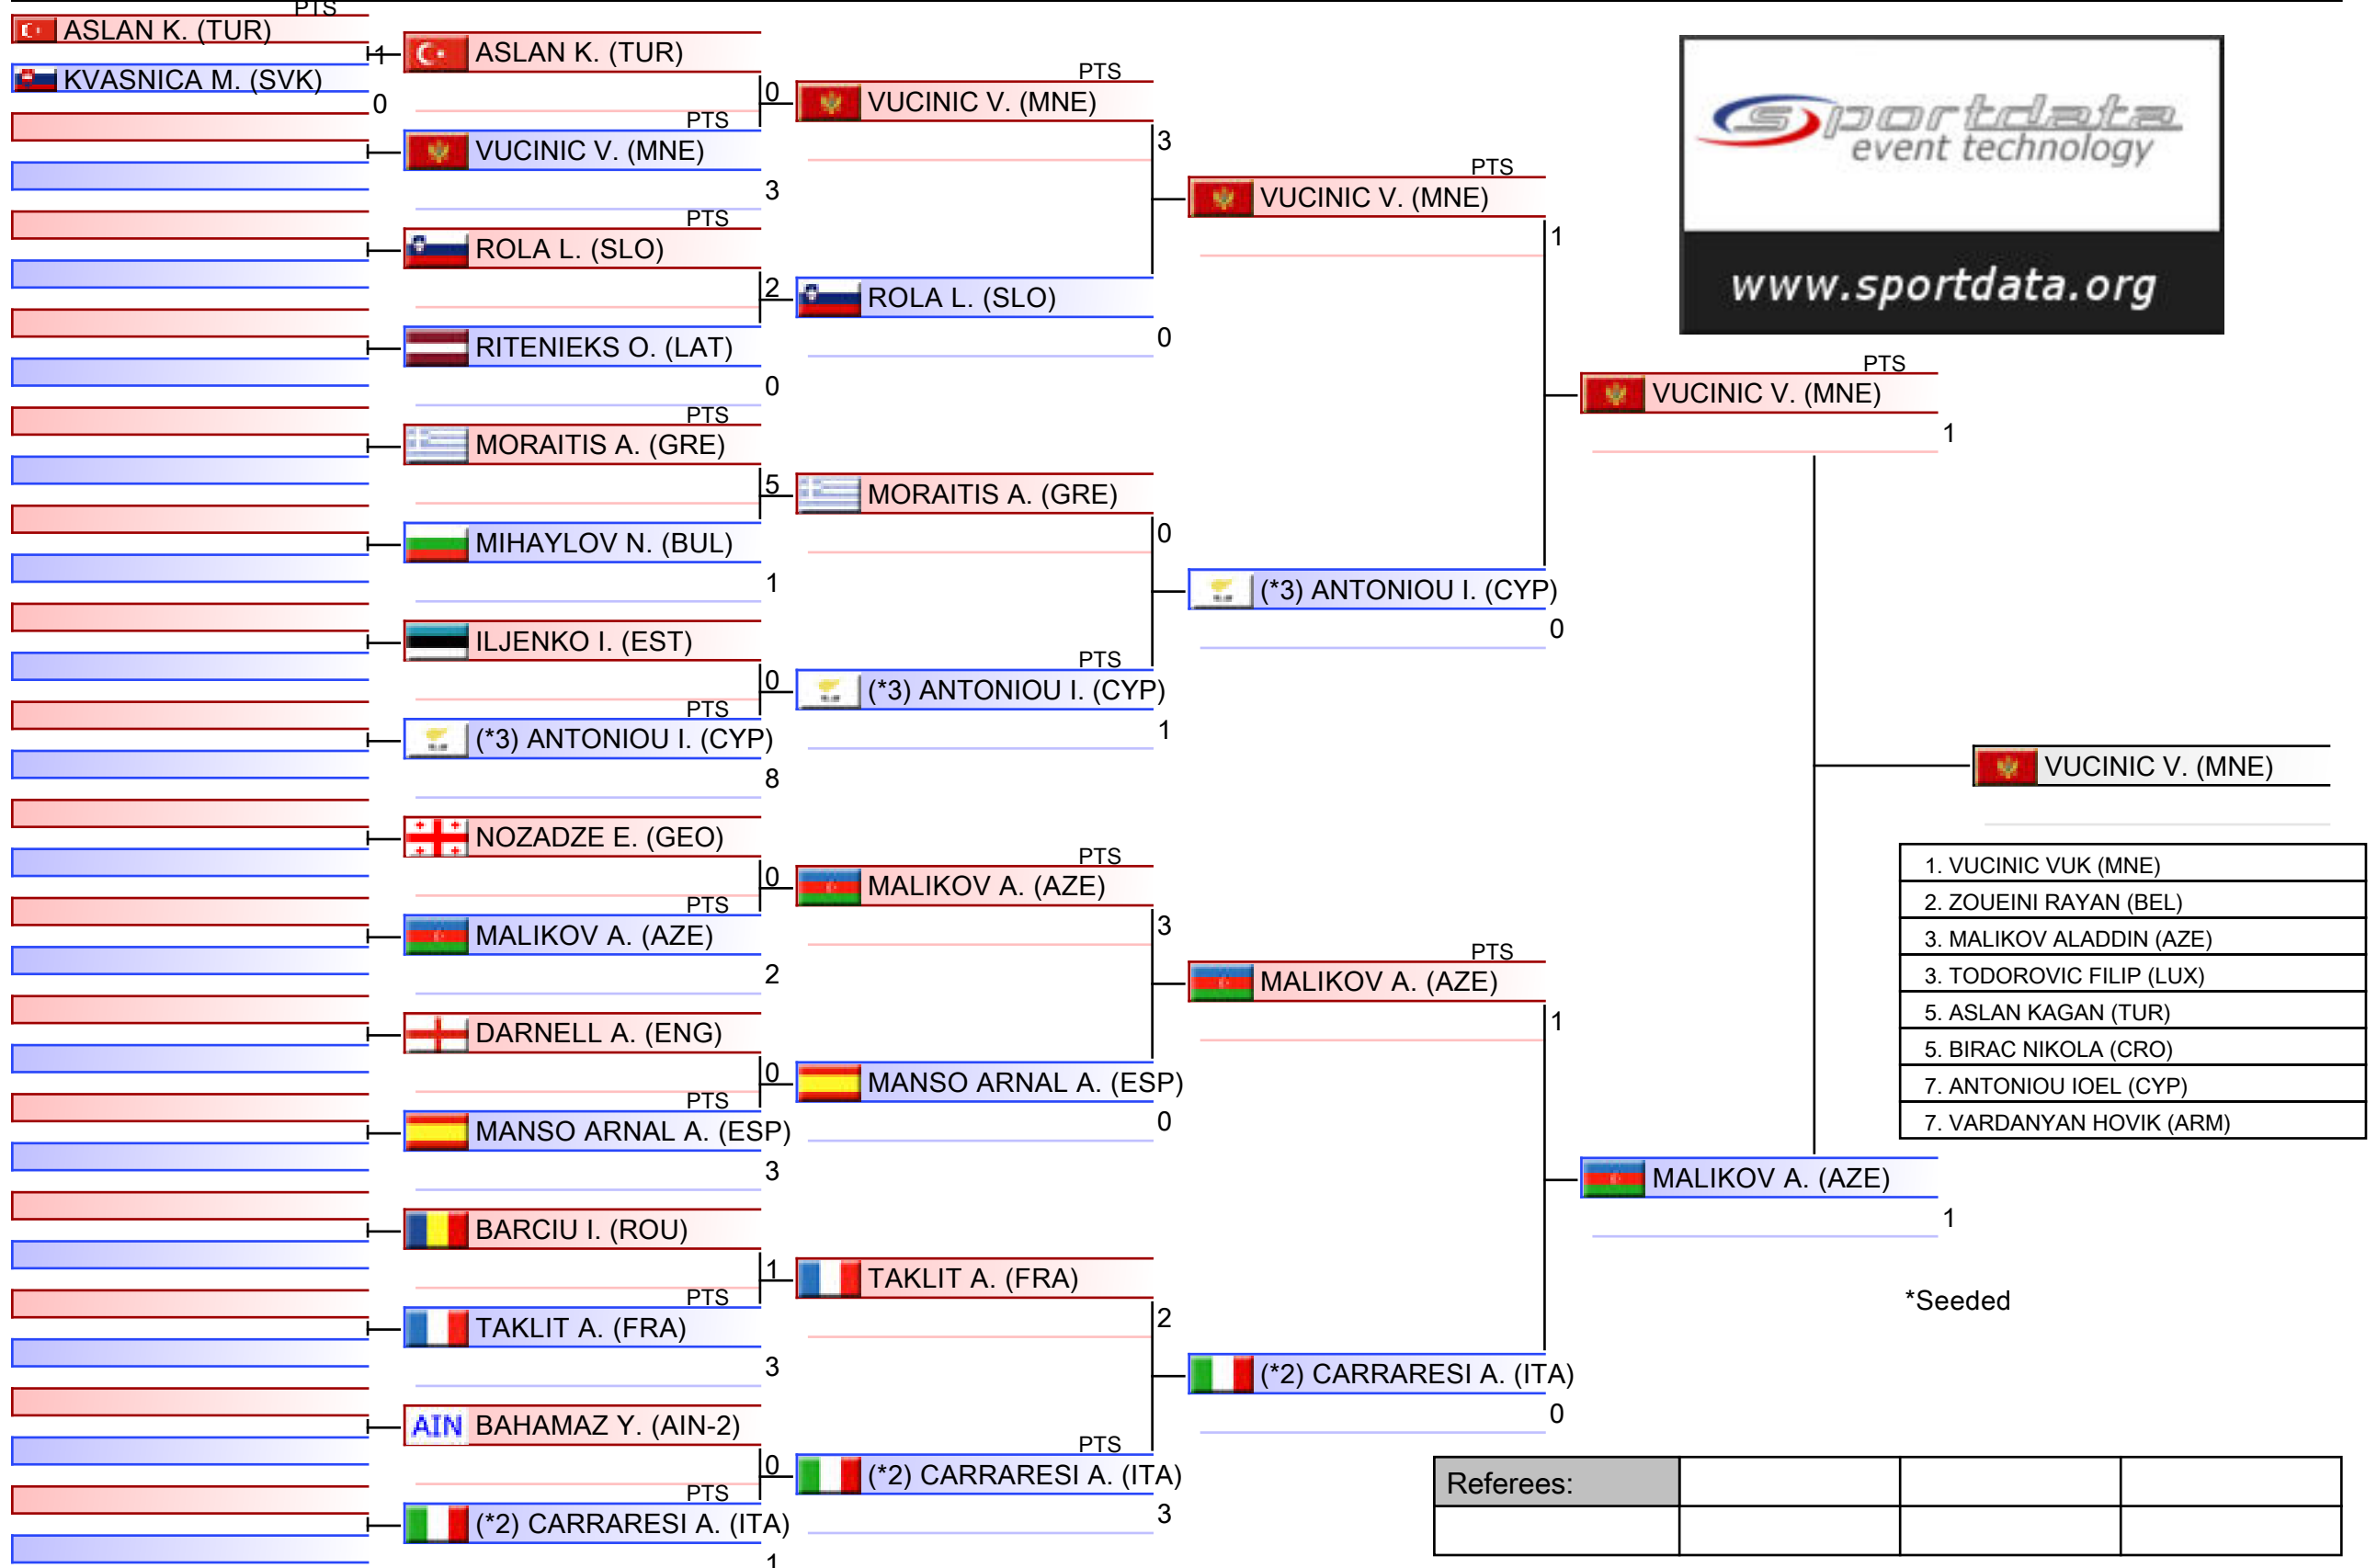 PTS
ASLAN K. (TUR)
1
KVASNICA M. (SVK)
0
ASLAN K. (TUR)
0
PTS
VUCINIC V. (MNE)
3
PTS
ROLA L. (SLO)
2
RITENIEKS O. (LAT)
0
PTS
MORAITIS A. (GRE)
5
MIHAYLOV N. (BUL)
1
ILJENKO I. (EST)
0
PTS
(*3) ANTONIOU I. (CYP)
8
NOZADZE E. (GEO)
0
PTS
MALIKOV A. (AZE)
2
DARNELL A. (ENG)
0
PTS
MANSO ARNAL A. (ESP)
3
BARCIU I. (ROU)
1
PTS
TAKLIT A. (FRA)
3
AIN BAHAMAZ Y. (AIN-2)
0
PTS
(*2) CARRARESI A. (ITA)
1
PTS
VUCINIC V. (MNE)
3
ROLA L. (SLO)
0
MORAITIS A. (GRE)
0
PTS
(*3) ANTONIOU I. (CYP)
1
PTS
MALIKOV A. (AZE)
3
MANSO ARNAL A. (ESP)
0
TAKLIT A. (FRA)
2
PTS
(*2) CARRARESI A. (ITA)
3
PTS
VUCINIC V. (MNE)
1
(*3) ANTONIOU I. (CYP)
0
PTS
MALIKOV A. (AZE)
1
(*2) CARRARESI A. (ITA)
0
sportdata
event technology
www.sportdata.org
PTS
VUCINIC V. (MNE)
1
MALIKOV A. (AZE)
1
VUCINIC V. (MNE)
1. VUCINIC VUK (MNE)
2. ZOUEINI RAYAN (BEL)
3. MALIKOV ALADDIN (AZE)
3. TODOROVIC FILIP (LUX)
5. ASLAN KAGAN (TUR)
5. BIRAC NIKOLA (CRO)
7. ANTONIOU IOEL (CYP)
7. VARDANYAN HOVIK (ARM)
*Seeded
Referees: